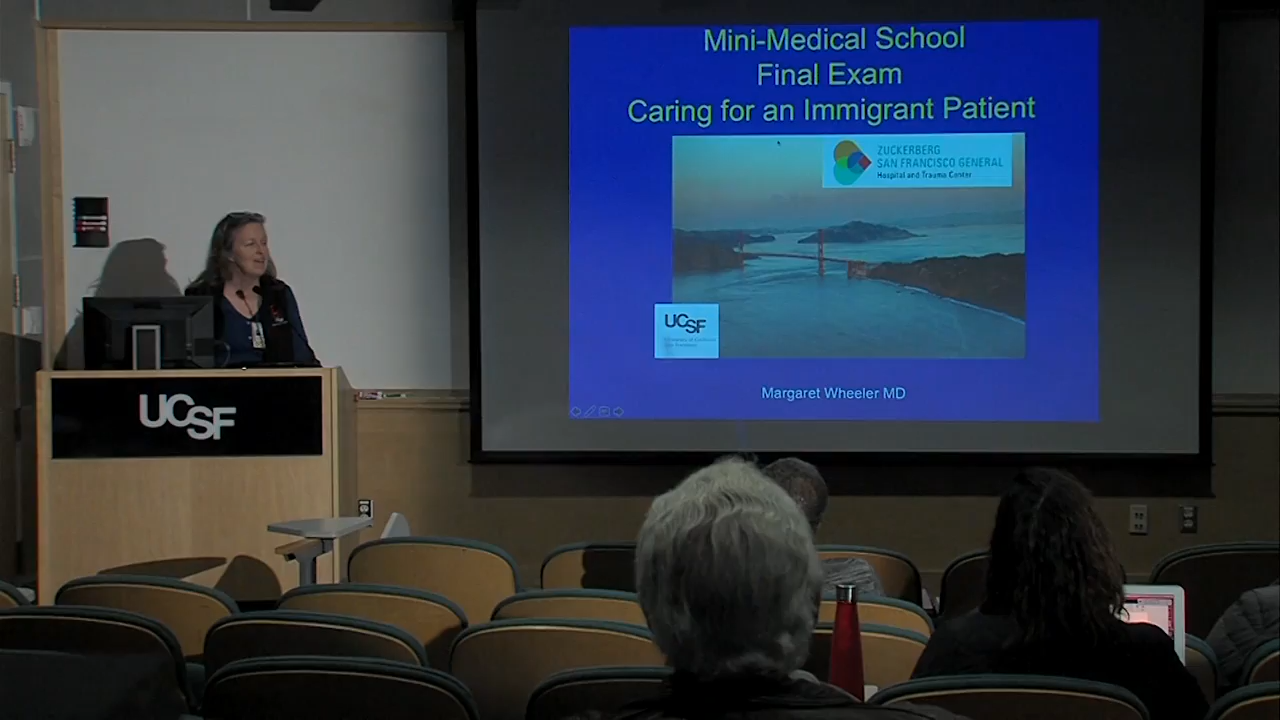 Mini-Medical School
Final Exam
Caring for an Immigrant Patient
ZUCKERBERG
SAN FRANCISCO GENERAL
Hospital and Trauma Center
UCSF
Margaret Wheeler MD
UCSF